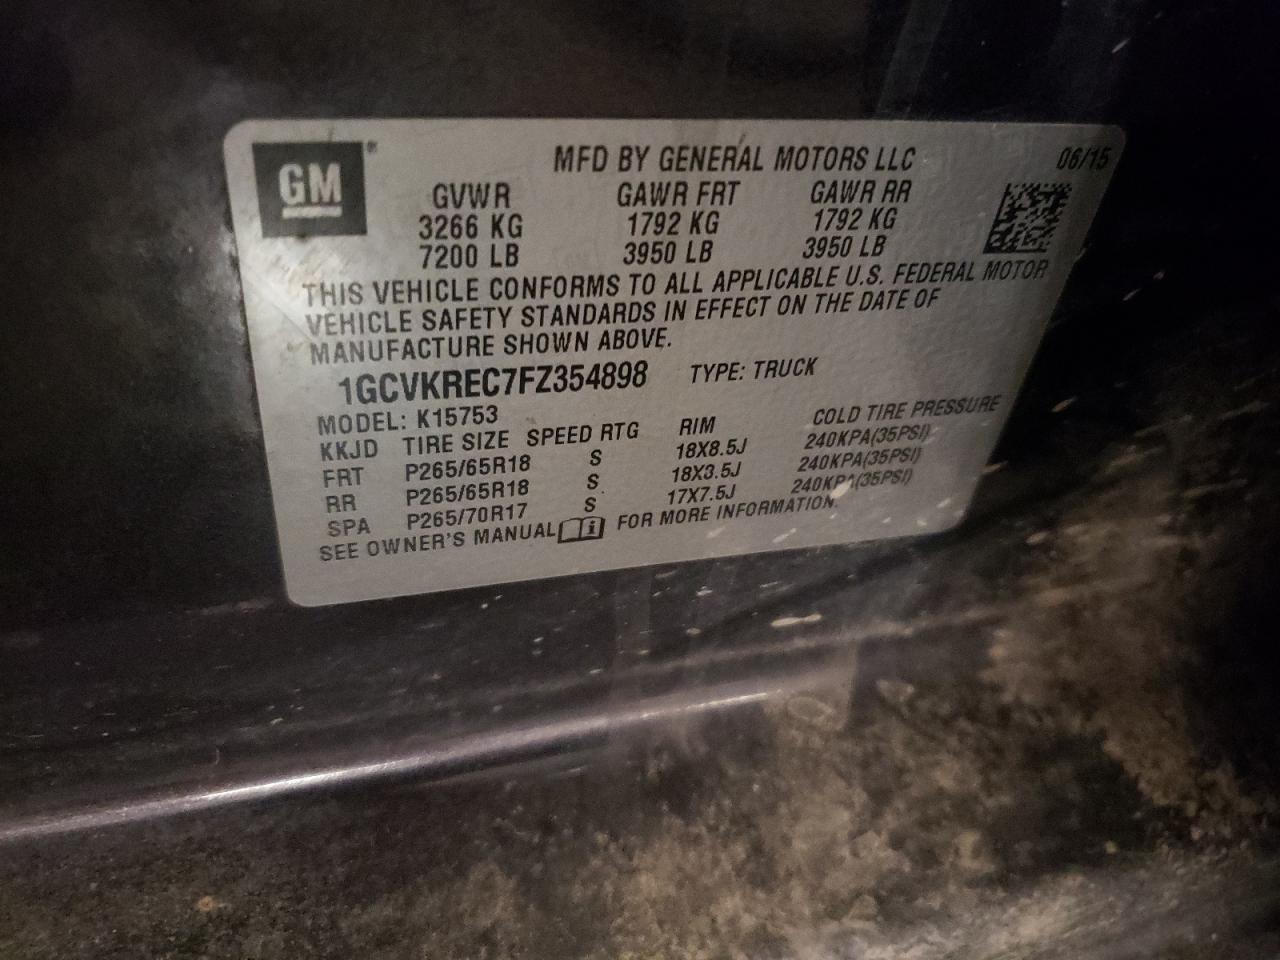 GM®
MFD BY GENERAL MOTORS LLC 06/15
GVWR GAWR FRT GAWR RR
3266 KG 1792 KG 1792 KG
7200 LB 3950 LB 3950 LB
THIS VEHICLE CONFORMS TO ALL APPLICABLE U.S. FEDERAL MOTOR
VEHICLE SAFETY STANDARDS IN EFFECT ON THE DATE OF
MANUFACTURE SHOWN ABOVE.
1GCVKREC7FZ354898 TYPE: TRUCK
MODEL: K15753
KKJD TIRE SIZE SPEED RTG RIM COLD TIRE PRESSURE
FRT P265/65R18 S 18X8.5J 240KPA(35PSI)
RR P265/65R18 S 18X3.5J 240KPA(35PSI)
SPA P265/70R17 S 17X7.5J 240KPA(35PSI)
SEE OWNER'S MANUAL i FOR MORE INFORMATION.